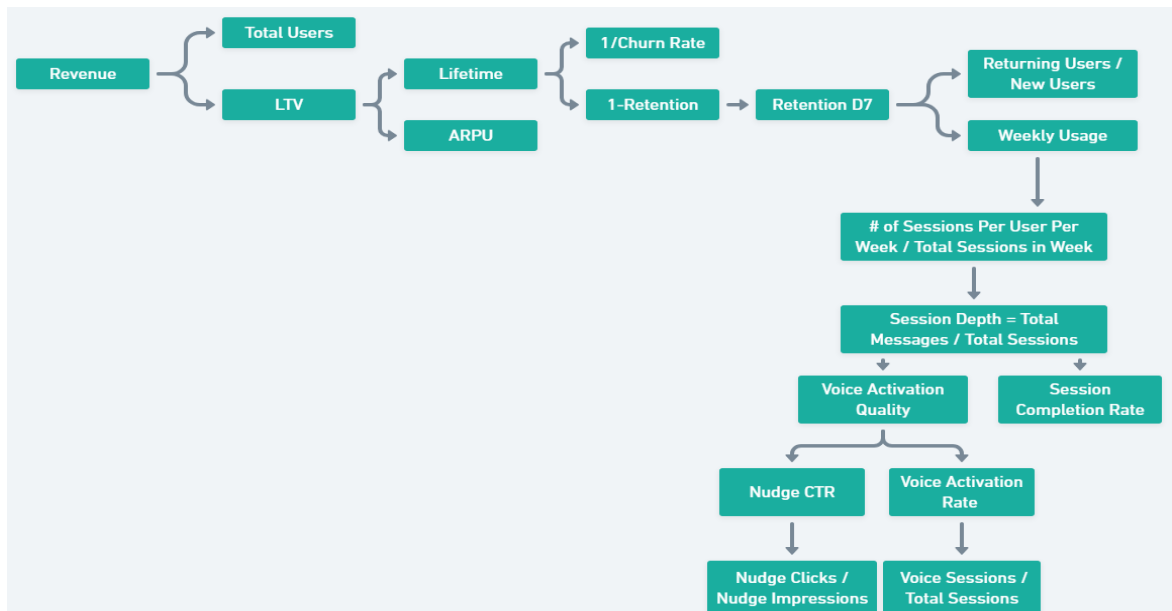 Total Users
Revenue
LTV
Lifetime
ARPU
1/Churn Rate
1-Retention
Retention D7
Returning Users /
New Users
Weekly Usage
# of Sessions Per User Per
Week / Total Sessions in Week
Session Depth = Total
Messages / Total Sessions
Voice Activation
Quality
Session
Completion Rate
Nudge CTR
Voice Activation
Rate
Nudge Clicks /
Nudge Impressions
Voice Sessions /
Total Sessions